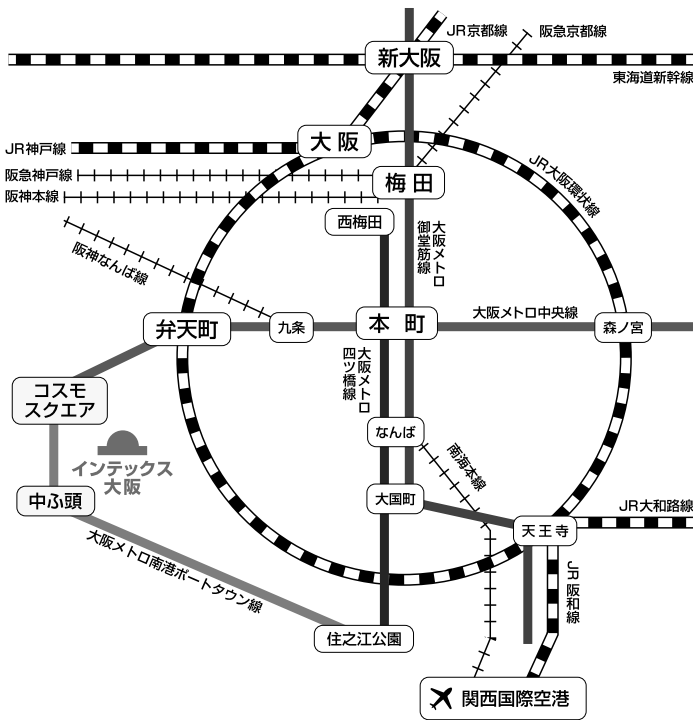 JR京都線
阪急京都線
新大阪
東海道新幹線
大阪
JR神戸線
JR大阪環状線
阪急神戸線
梅田
阪神本線
西梅田
大阪メトロ
御堂筋線
阪神なんば線
大阪メトロ中央線
弁天町
九条
本町
森ノ宮
大阪メトロ
四ツ橋線
コスモ
スクエア
なんば
南海本線
インテックス
大阪
中ふ頭
大国町
JR大和路線
天王寺
大阪メトロ南港ポートタウン線
JR阪和線
住之江公園
関西国際空港